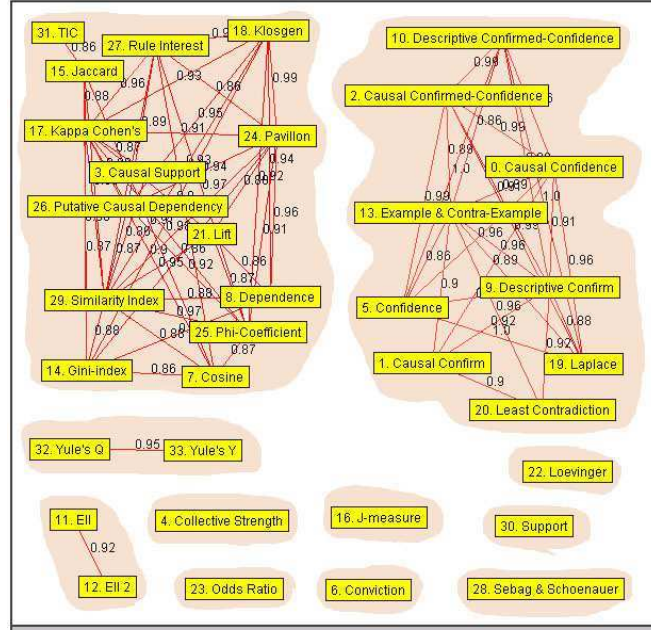 31. TIC
18. Klosgen
27. Rule Interest
0.86
15. Jaccard
0.96
0.93
0.86
0.99
0.88
0.95
17. Kappa Cohen's
0.89
0.91
24. Pavillon
3. Causal Support
0.94
0.97
0.92
26. Putative Causal Dependency
0.96
0.86
21. Lift
0.91
0.97
0.87
0.9
0.86
0.95
0.92
0.86
0.87
29. Similarity Index
0.88
8. Dependence
0.97
0.88
25. Phi-Coefficient
0.87
14. Gini-index
0.86
7. Cosine
10. Descriptive Confirmed-Confidence
0.99
2. Causal Confirmed-Confidence
0.86
0.99
0.89
1.0
0. Causal Confidence
0.99
1.0
13. Example & Contra-Example
0.91
0.96
0.96
0.86
0.89
0.96
0.9
9. Descriptive Confirm
5. Confidence
0.96
0.92
0.88
1.0
1. Causal Confirm
0.92
19. Laplace
0.9
20. Least Contradiction
32. Yule's Q
0.95
33. Yule's Y
22. Loevinger
11. EII
4. Collective Strength
16. J-measure
30. Support
0.92
12. EII 2
23. Odds Ratio
6. Conviction
28. Sebag & Schoenauer